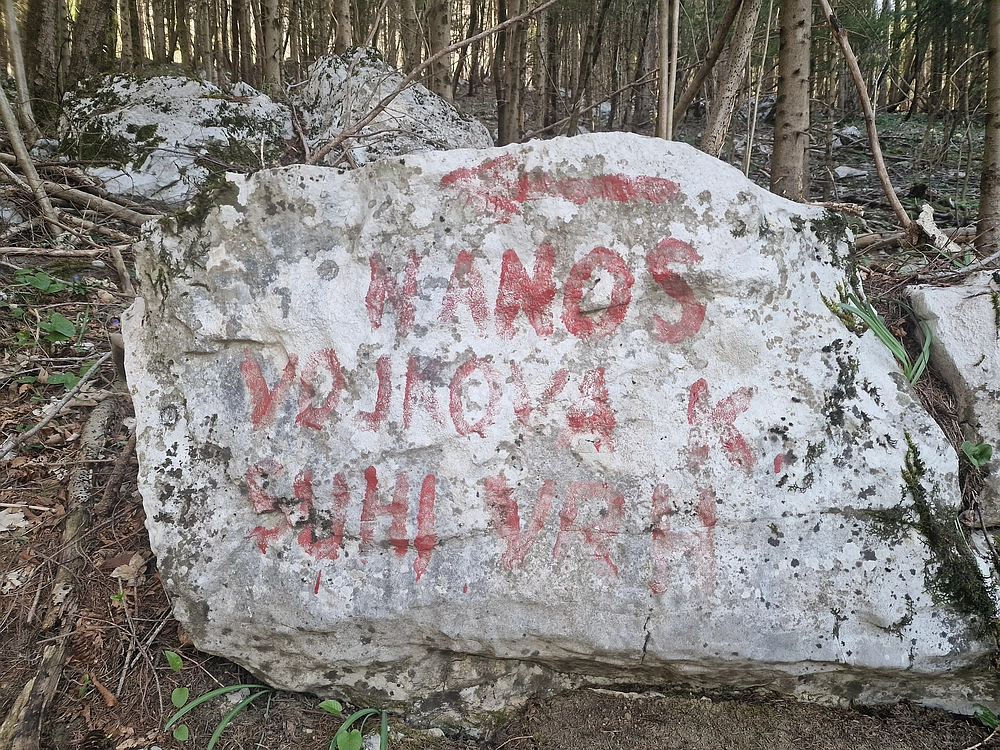 NANOS
VOJKOVA K.
SUHI VRH